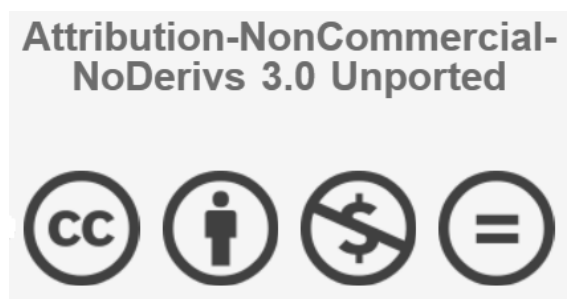 Attribution-NonCommercial-
NoDerivs 3.0 Unported
cc $ =